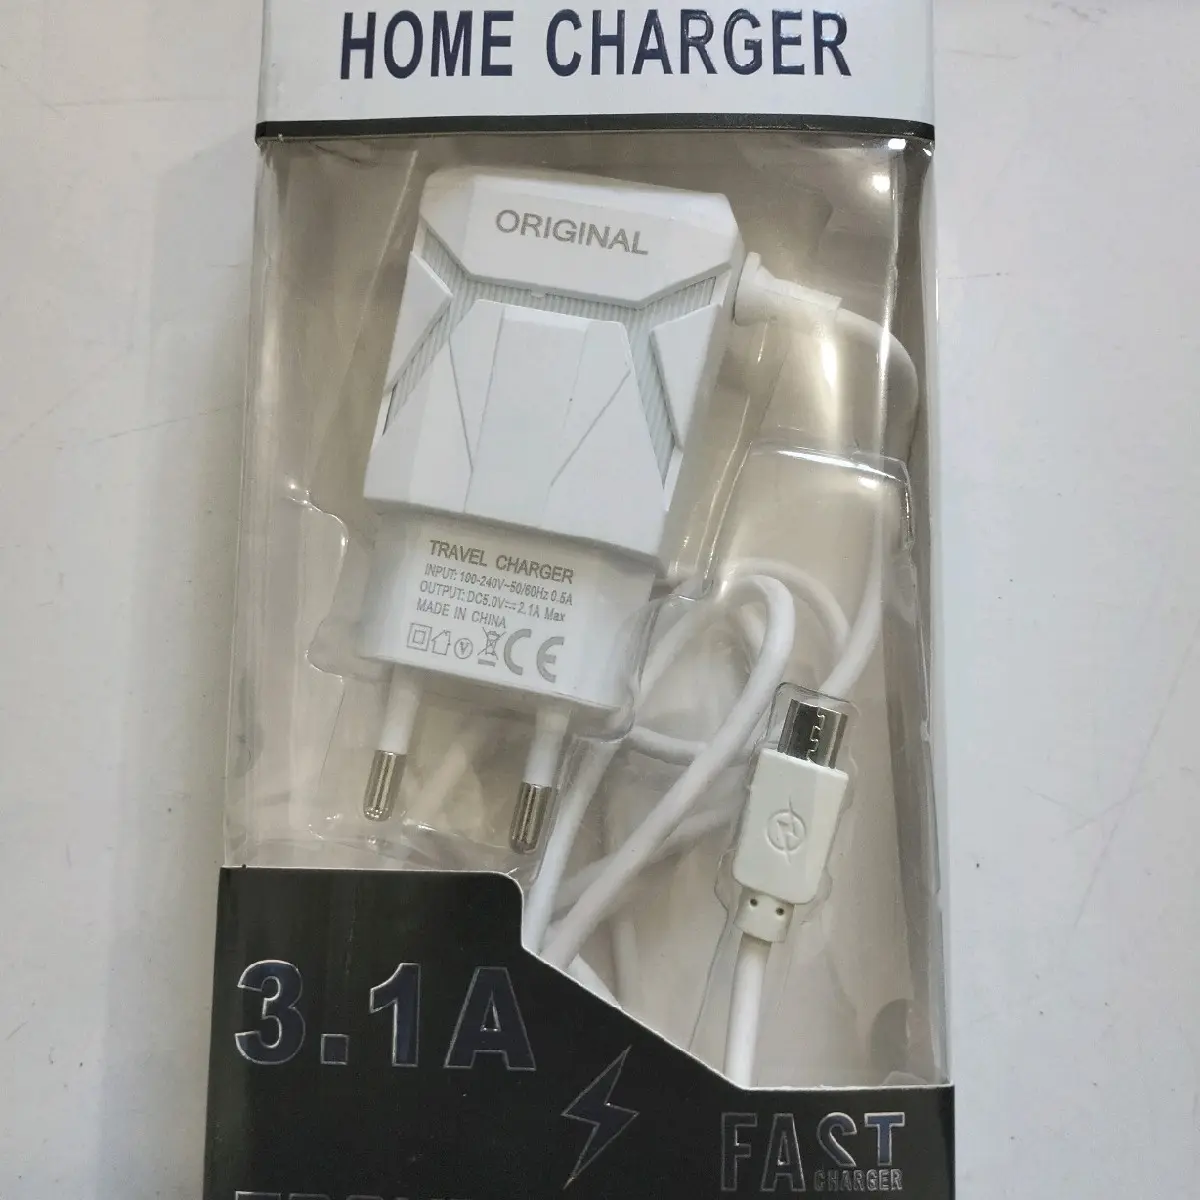 HOME CHARGER
ORIGINAL
TRAVEL CHARGER
INPUT: 100-240V~50/60Hz 0.5A
OUTPUT: DC5.0V⎓2.1A Max
MADE IN CHINA
V
CE
3.1A
FAST
CHARGER